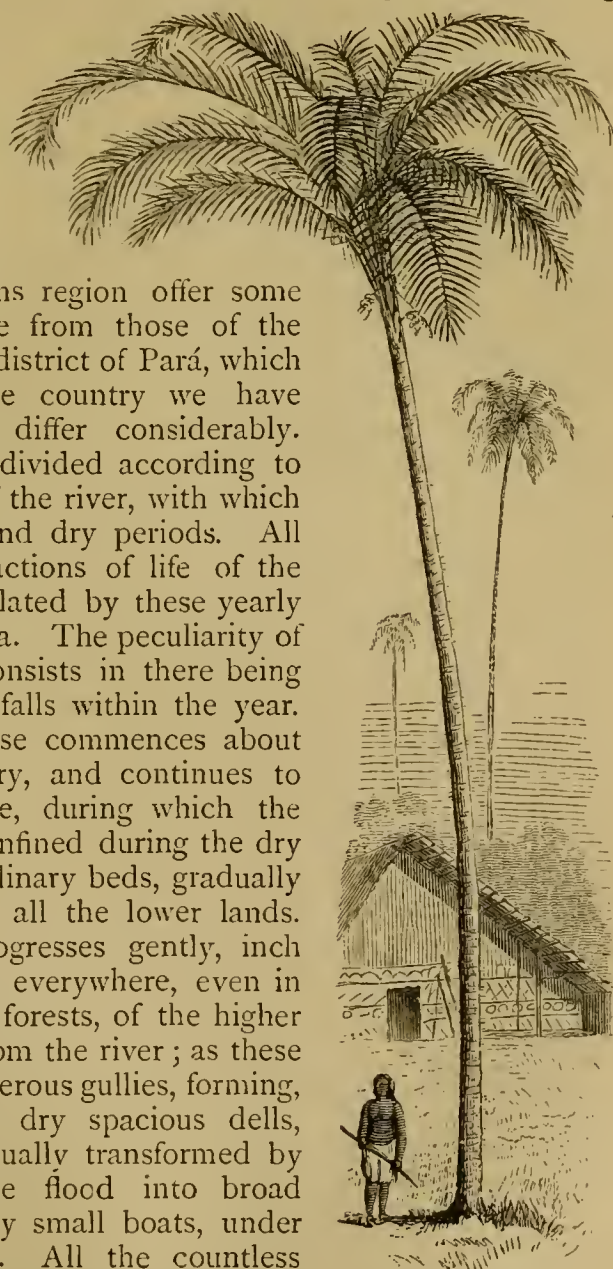 ns region offer some
e from those of the
district of Pará, which
e country we have
differ considerably.
divided according to
f the river, with which
nd dry periods. All
actions of life of the
lated by these yearly
a. The peculiarity of
onsists in there being
falls within the year.
se commences about
ry, and continues to
e, during which the
nfined during the dry
dinary beds, gradually
all the lower lands.
ogresses gently, inch
everywhere, even in
forests, of the higher
om the river; as these
erous gullies, forming,
dry spacious dells,
ually transformed by
e flood into broad
y small boats, under
. All the countless